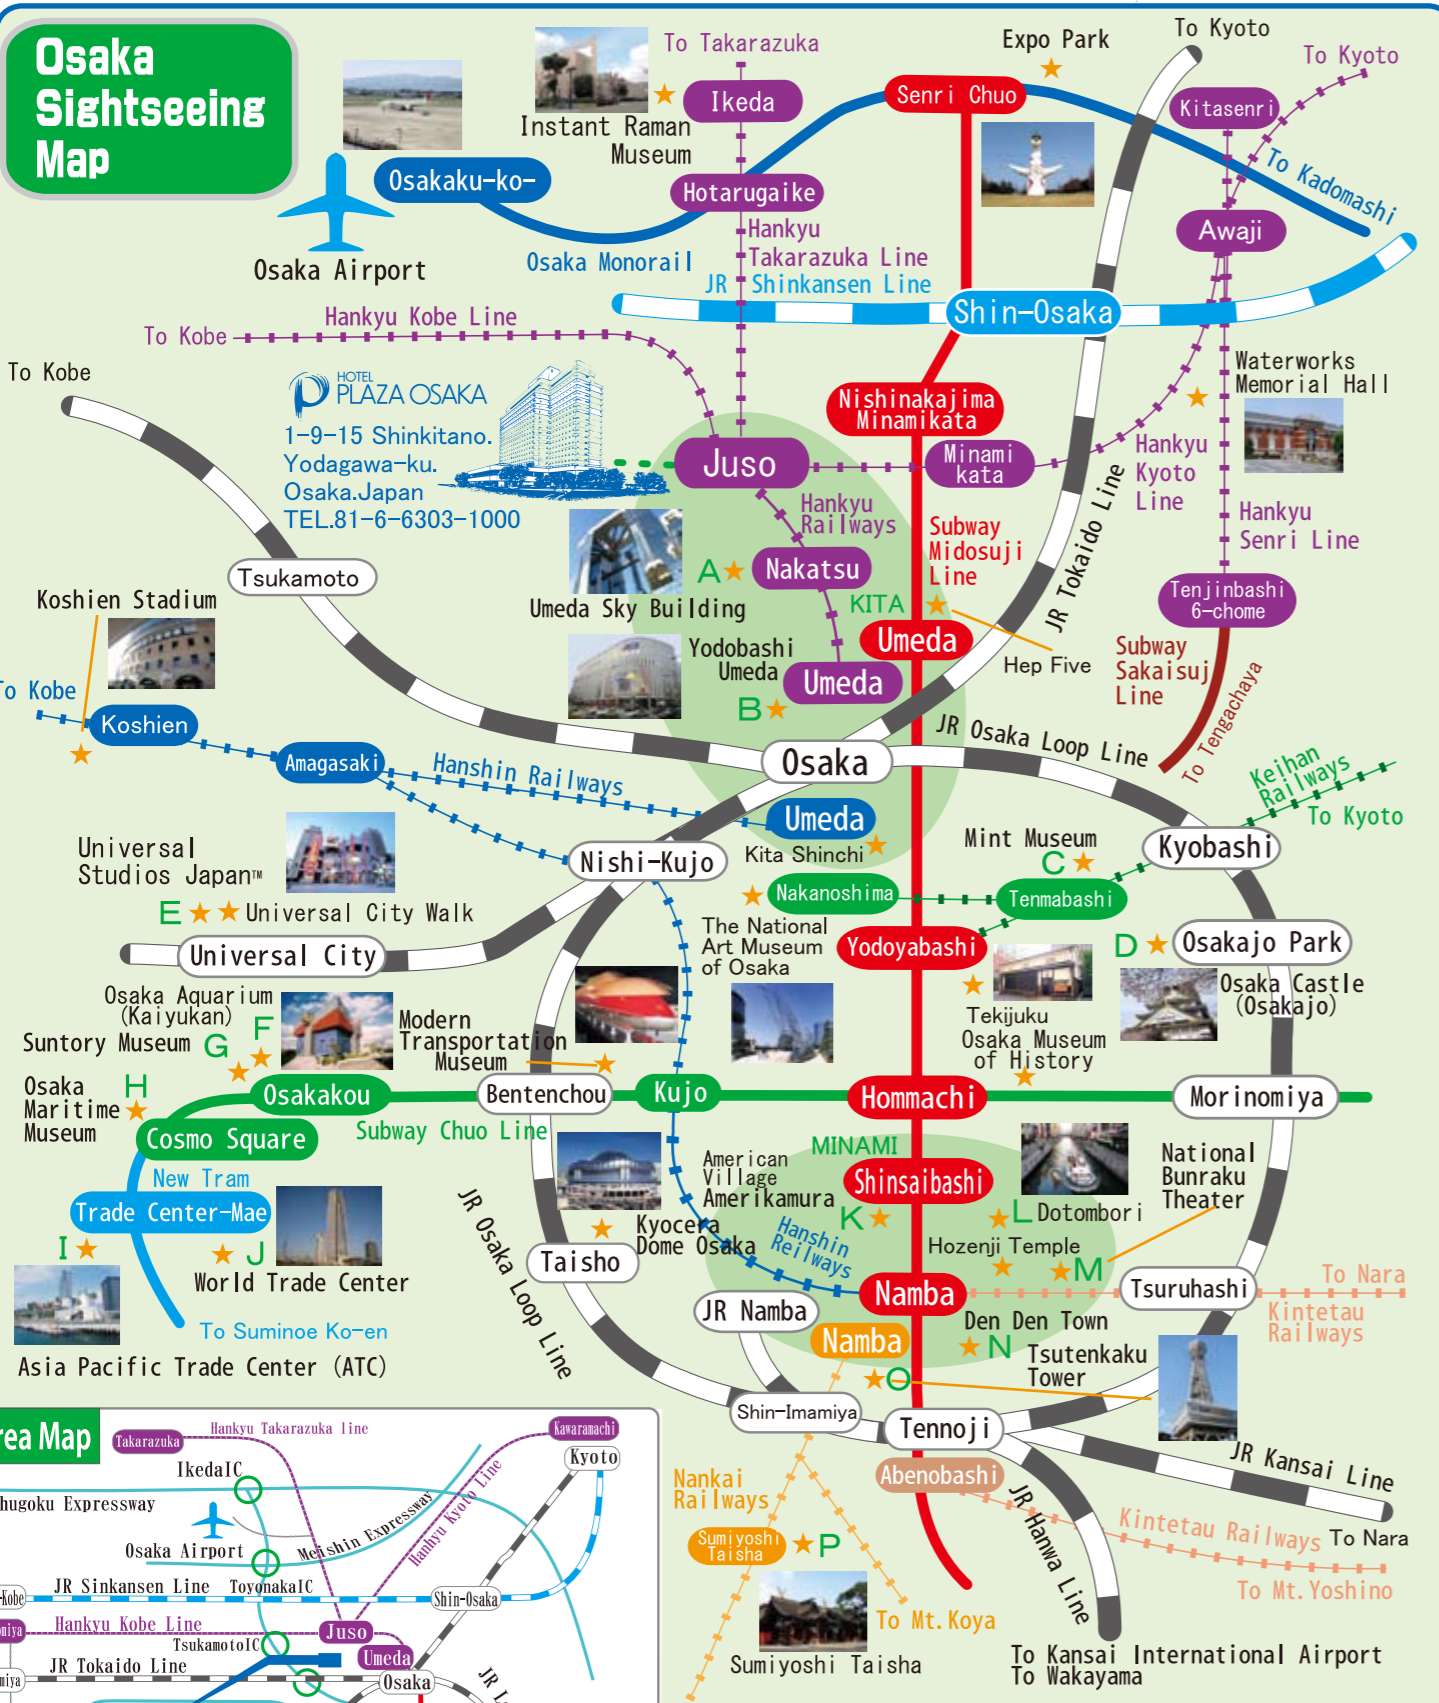 Osaka
Sightseeing
Map
To Takarazuka
Ikeda
Instant Raman
Museum
Expo Park
Senri Chuo
To Kyoto
To Kyoto
Kitasenri
To Kadomashi
Osakaku-ko-
Hotarugaike
Awaji
Osaka Airport
Osaka Monorail
Hankyu
Takarazuka Line
JR Shinkansen Line
Shin-Osaka
Hankyu Kobe Line
To Kobe
To Kobe
HOTEL
PLAZA OSAKA
1-9-15 Shinkitano.
Yodagawa-ku.
Osaka.Japan
TEL.81-6-6303-1000
Nishinakajima
Minamikata
Waterworks
Memorial Hall
Juso
Minami
kata
Hankyu
Kyoto
Line
Hankyu
Railways
Subway
Midosuji
Line
JR Tokaido Line
Hankyu
Senri Line
Tsukamoto
A
Nakatsu
Umeda Sky Building
KITA
Tenjinbashi
6-chome
Koshien Stadium
Umeda
Hep Five
Yodobashi
Umeda
Umeda
B
Subway
Sakaisuj
Line
To Tengachaya
To Kobe
Koshien
Amagasaki
Hanshin Railways
Osaka
JR Osaka Loop Line
Keihan
Railways
To Kyoto
Umeda
Kita Shinchi
Mint Museum
C
Kyobashi
Universal
Studios Japan™
Nishi-Kujo
Nakanoshima
Tenmabashi
E
Universal City Walk
The National
Art Museum
of Osaka
Yodoyabashi
D
Osakajo Park
Universal City
Osaka Castle
(Osakajo)
Tekijuku
Osaka Museum
of History
Osaka Aquarium
(Kaiyukan)
F
Suntory Museum
G
Modern
Transportation
Museum
Osaka
Maritime
Museum
H
Osakakou
Bentenchou
Kujo
Hommachi
Morinomiya
Cosmo Square
Subway Chuo Line
New Tram
Trade Center-Mae
MINAMI
American
Village
Amerikamura
Shinsaibashi
K
National
Bunraku
Theater
L
Dotombori
I
J
World Trade Center
Kyocera
Dome Osaka
Taisho
JR Osaka Loop Line
Hanshin
Reilways
Hozenji Temple
M
Namba
Tsuruhashi
To Nara
Kintetau
Railways
To Suminoe Ko-en
Asia Pacific Trade Center (ATC)
JR Namba
Namba
Den Den Town
N
Tsutenkaku
Tower
O
Shin-Imamiya
Tennoji
JR Kansai Line
To Nara
Abenobashi
Nankai
Railways
JR Hanwa Line
Kintetau Railways
To Mt.Yoshino
Sumiyoshi
Taisha
P
To Mt.Koya
Sumiyoshi Taisha
To Kansai International Airport
To Wakayama
rea Map
Takarazuka
Hankyu Takarazuka line
Kawaramachi
Kyoto
IkedaIC
hugoku Expressway
Osaka Airport
Meishin Expressway
Hanhyu Kyoto Line
JR Sinkansen Line
ToyonakaIC
-Kobe
Shin-Osaka
Hankyu Kobe Line
omiya
TsukamotoIC
Juso
Umeda
JR Tokaido Line
miya
Osaka